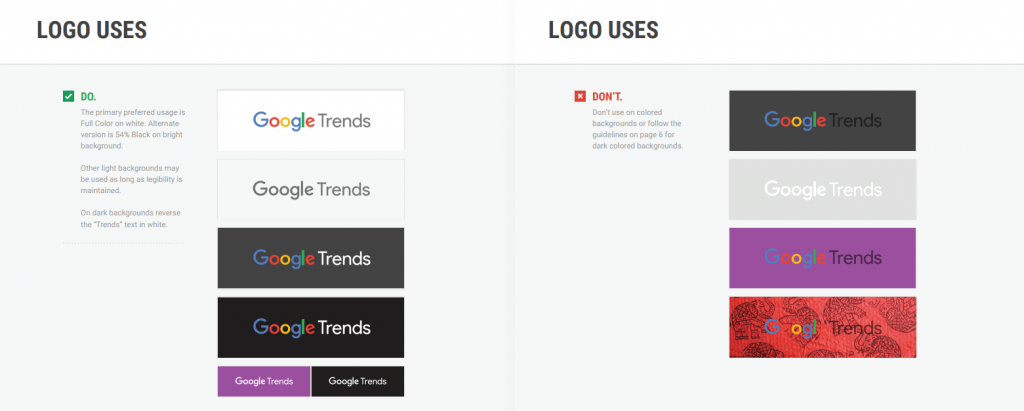 LOGO USES
DO.
The primary preferred usage is
Full Color on white. Alternate
version is 54% Black on bright
background.
Other light backgrounds may
be used as long as legibility is
maintained.
On dark backgrounds reverse
the "Trends" text in white.
Google Trends
Google Trends
Google Trends
Google Trends
Google Trends
Google Trends
LOGO USES
DON'T.
Don't use on colored
backgrounds or follow the
guidelines on page 6 for
dark colored backgrounds.
Google Trends
Google Trends
Google Trends
Google Trends